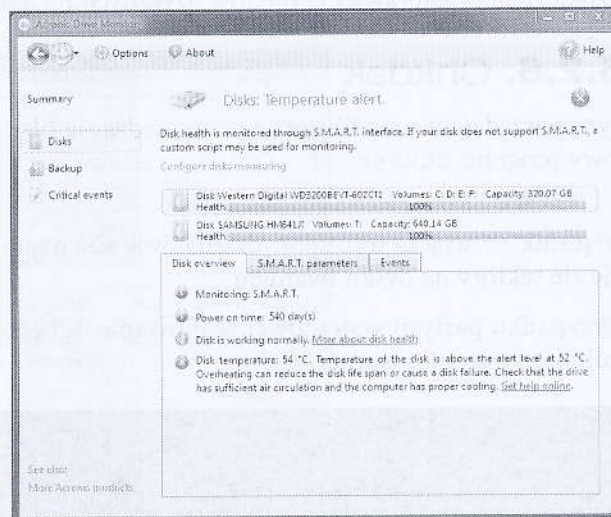 Acronis Drive Monitor
Options About Help
Summary
Disks: Temperature alert.
Disks
Backup
Critical events
Disk health is monitored through S.M.A.R.T. interface. If your disk does not support S.M.A.R.T., a
custom script may be used for monitoring.
Configure disks monitoring
Disk Western Digital WD3200BEVT-60ZCT1 Volumes: C: D: E: F: Capacity: 320.07 GB
Health: 100%
Disk SAMSUNG HM641JI Volumes: T: Capacity: 640.14 GB
Health: 100%
Disk overview S.M.A.R.T. parameters Events
Monitoring: S.M.A.R.T.
Power on time: 540 day(s)
Disk is working normally. More about disk health
Disk temperature: 54 °C. Temperature of the disk is above the alert level at 52 °C.
Overheating can reduce the disk life span or cause a disk failure. Check that the drive
has sufficient air circulation and the computer has proper cooling. Get help online.
See also:
More Acronis products